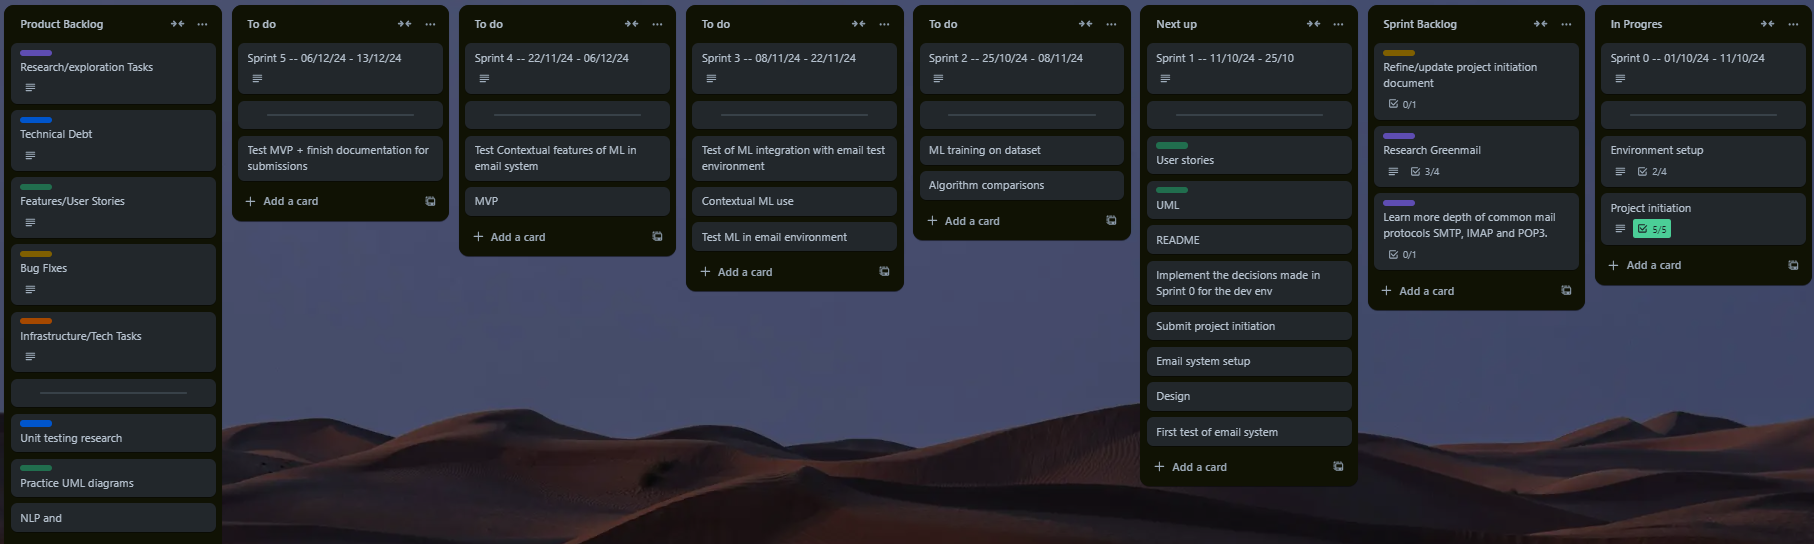 Product Backlog
Research/exploration Tasks
Technical Debt
Features/User Stories
Bug FIxes
Infrastructure/Tech Tasks
Unit testing research
Practice UML diagrams
NLP and
To do
Sprint 5 -- 06/12/24 - 13/12/24
Test MVP + finish documentation for
submissions
Add a card
To do
Sprint 4 -- 22/11/24 - 06/12/24
Test Contextual features of ML in
email system
MVP
Add a card
To do
Sprint 3 -- 08/11/24 - 22/11/24
Test of ML integration with email test
environment
Contextual ML use
Test ML in email environment
Add a card
To do
Sprint 2 -- 25/10/24 - 08/11/24
ML training on dataset
Algorithm comparisons
Add a card
Next up
Sprint 1 -- 11/10/24 - 25/10
User stories
UML
README
Implement the decisions made in
Sprint 0 for the dev env
Submit project initiation
Email system setup
Design
First test of email system
Add a card
Sprint Backlog
Refine/update project initiation
document
0/1
Research Greenmail
3/4
Learn more depth of common mail
protocols SMTP, IMAP and POP3.
0/1
Add a card
In Progres
Sprint 0 -- 01/10/24 - 11/10/24
Environment setup
2/4
Project initiation
5/5
Add a card